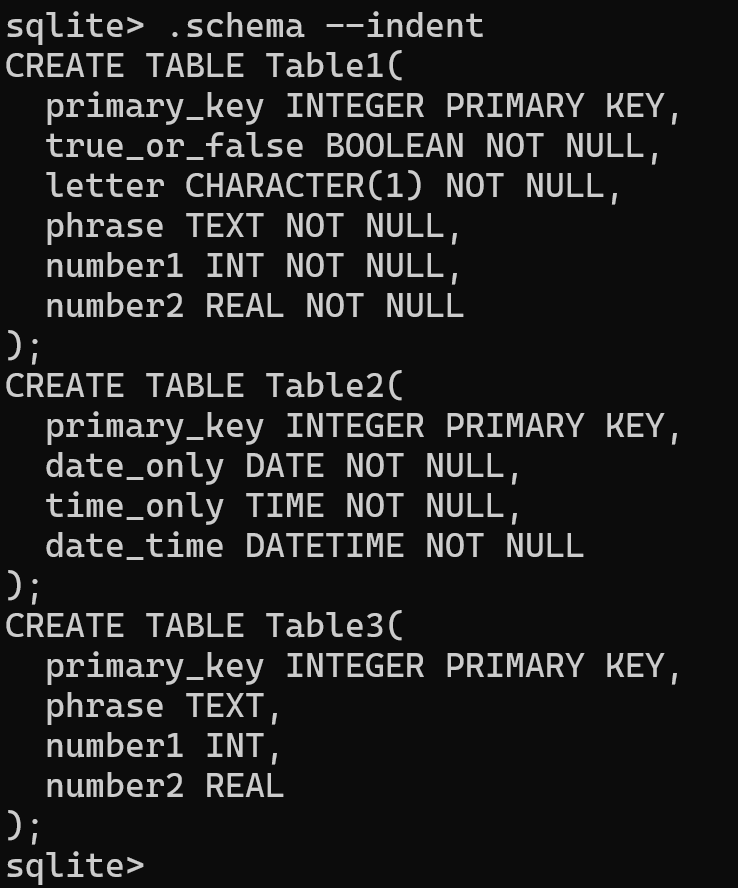 sqlite> .schema --indent
CREATE TABLE Table1(
  primary_key INTEGER PRIMARY KEY,
  true_or_false BOOLEAN NOT NULL,
  letter CHARACTER(1) NOT NULL,
  phrase TEXT NOT NULL,
  number1 INT NOT NULL,
  number2 REAL NOT NULL
);
CREATE TABLE Table2(
  primary_key INTEGER PRIMARY KEY,
  date_only DATE NOT NULL,
  time_only TIME NOT NULL,
  date_time DATETIME NOT NULL
);
CREATE TABLE Table3(
  primary_key INTEGER PRIMARY KEY,
  phrase TEXT,
  number1 INT,
  number2 REAL
);
sqlite>